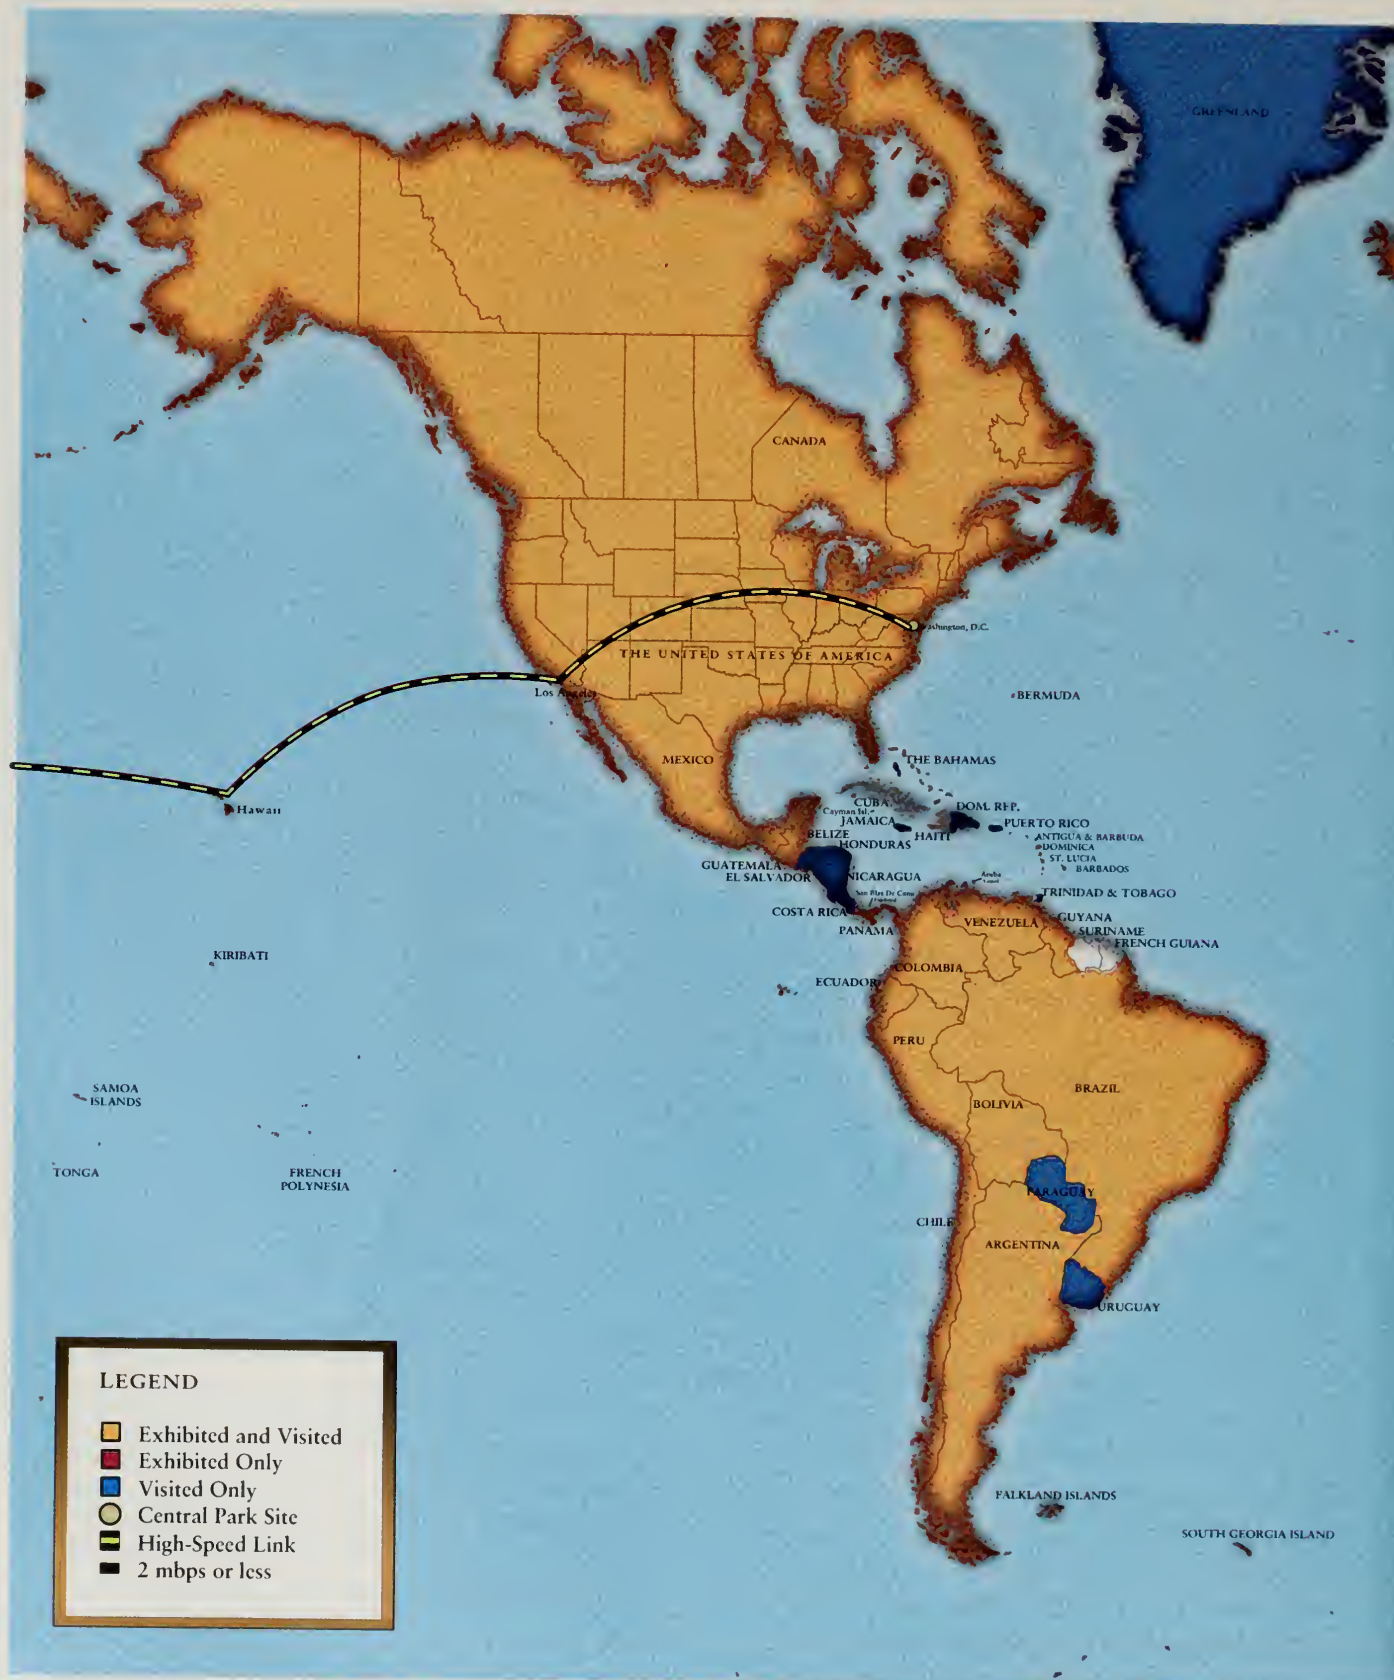 GREENLAND
CANADA
Washington, D.C.
THE UNITED STATES OF AMERICA
Los Angeles
BERMUDA
MEXICO
THE BAHAMAS
Hawaii
CUBA
Cayman Isl.
DOM. REP.
JAMAICA
PUERTO RICO
HAITI
BELIZE
ANTIGUA & BARBUDA
HONDURAS
DOMINICA
ST. LUCIA
BARBADOS
GUATEMALA
EL SALVADOR
NICARAGUA
Aruba
TRINIDAD & TOBAGO
COSTA RICA
PANAMA
VENEZUELA
GUYANA
SURINAME
FRENCH GUIANA
KIRIBATI
COLOMBIA
ECUADOR
PERU
SAMOA
ISLANDS
BRAZIL
BOLIVIA
TONGA
FRENCH
POLYNESIA
PARAGUAY
CHILE
ARGENTINA
URUGUAY
LEGEND
Exhibited and Visited
Exhibited Only
Visited Only
Central Park Site
High-Speed Link
2 mbps or less
FALKLAND ISLANDS
SOUTH GEORGIA ISLAND